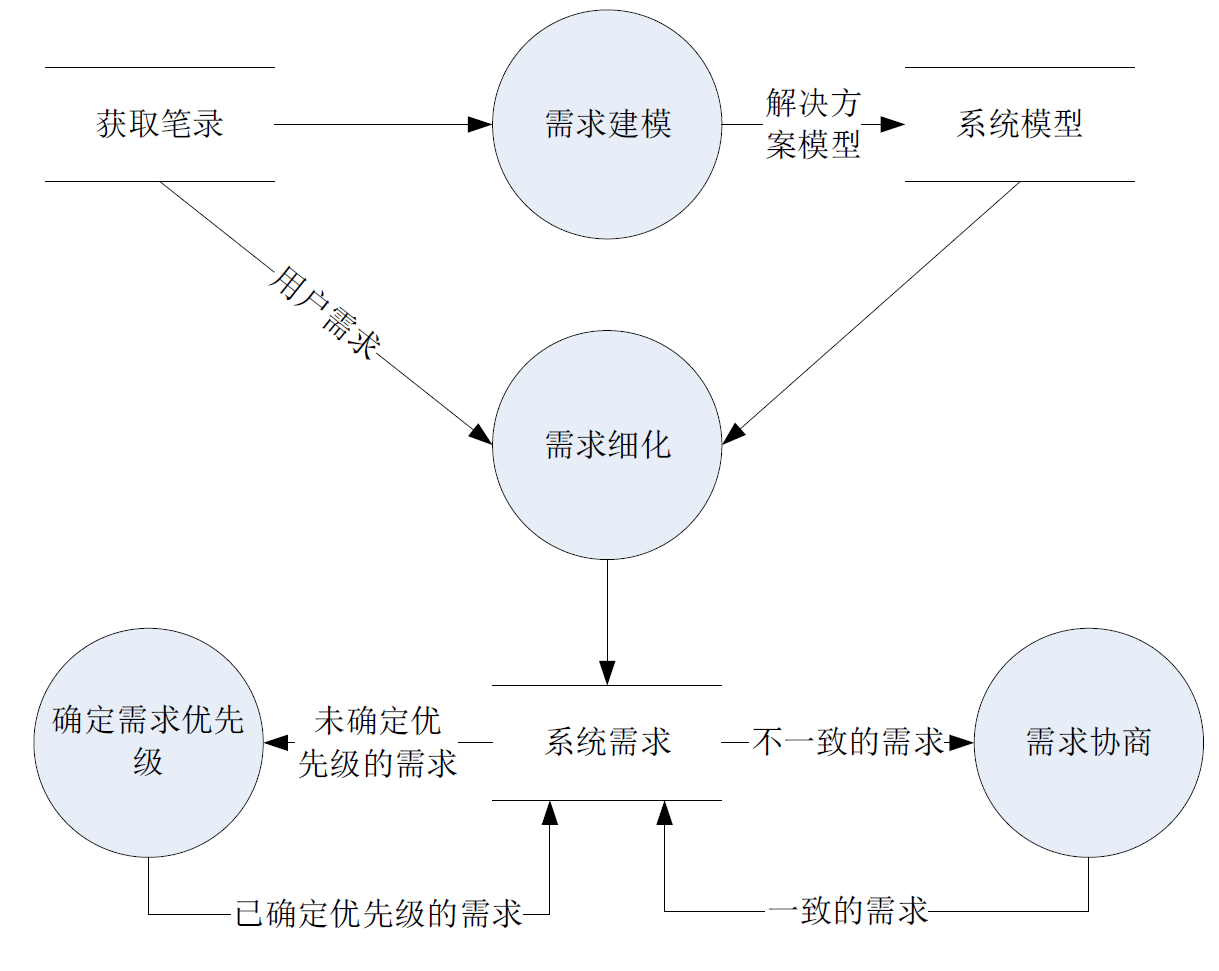 获取笔录
需求建模
解决方
案模型
系统模型
用户需求
需求细化
确定需求优先
级
未确定优
先级的需求
系统需求
不一致的需求
需求协商
已确定优先级的需求
一致的需求